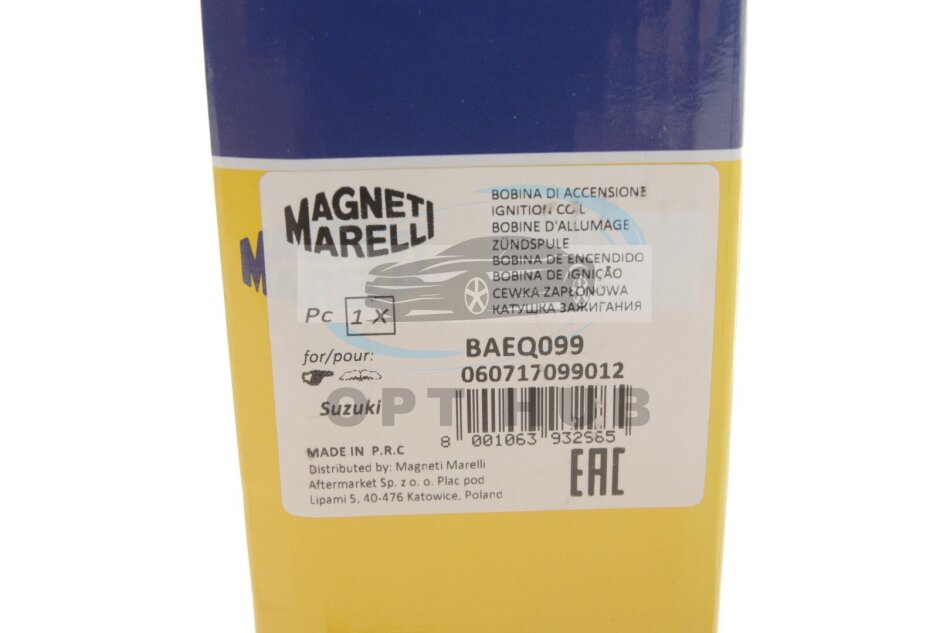 MAGNETI
MARELLI
BOBINA DI ACCENSIONE
IGNITION COIL
BOBINE D'ALLUMAGE
ZÜNDSPULE
BOBINA DE ENCENDIDO
BOBINA DE IGNIÇÃO
CEWKA ZAPŁONOWA
КАТУШКА ЗАЖИГАНИЯ
Pc 1 X
for/pour:
BAEQ099
060717099012
Suzuki
OPT HUB
8 001063 932565
MADE IN P.R.C
Distributed by: Magneti Marelli
Aftermarket Sp. z o. o. Plac pod
Lipami 5, 40-476 Katowice, Poland
EAC